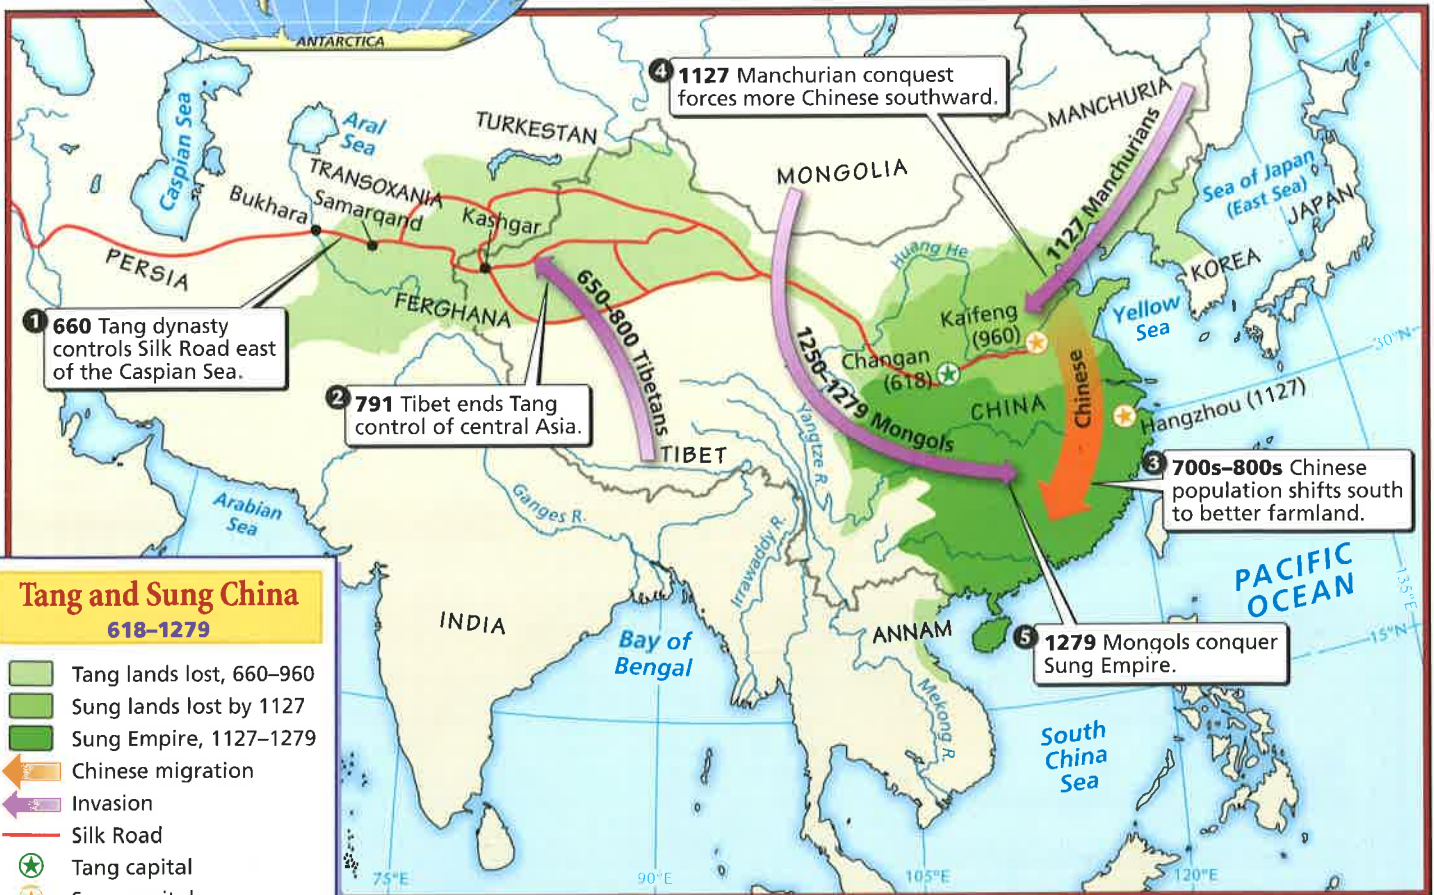 ANTARCTICA
4 1127 Manchurian conquest
forces more Chinese southward.
MANCHURIA
Caspian Sea
Aral
Sea
TURKESTAN
MONGOLIA
1127 Manchurians
Sea of Japan
(East Sea)
JAPAN
TRANSOXANIA
Bukhara
Samarqand
Kashgar
Huang He
KOREA
PERSIA
FERGHANA
650–800 Tibetans
Kaifeng
(960)
Yellow
Sea
1 660 Tang dynasty
controls Silk Road east
of the Caspian Sea.
30°N
1250–1279 Mongols
Changan
(618)
Chinese
2 791 Tibet ends Tang
control of central Asia.
CHINA
Hangzhou (1127)
TIBET
Yangtze R.
3 700s–800s Chinese
population shifts south
to better farmland.
Arabian
Sea
Ganges R.
Irrawaddy R.
PACIFIC
OCEAN
135°E
15°N
INDIA
Bay of
Bengal
ANNAM
5 1279 Mongols conquer
Sung Empire.
Mekong R.
South
China
Sea
75°E
90°E
105°E
120°E
Tang and Sung China
618–1279
Tang lands lost, 660–960
Sung lands lost by 1127
Sung Empire, 1127–1279
Chinese migration
Invasion
Silk Road
Tang capital